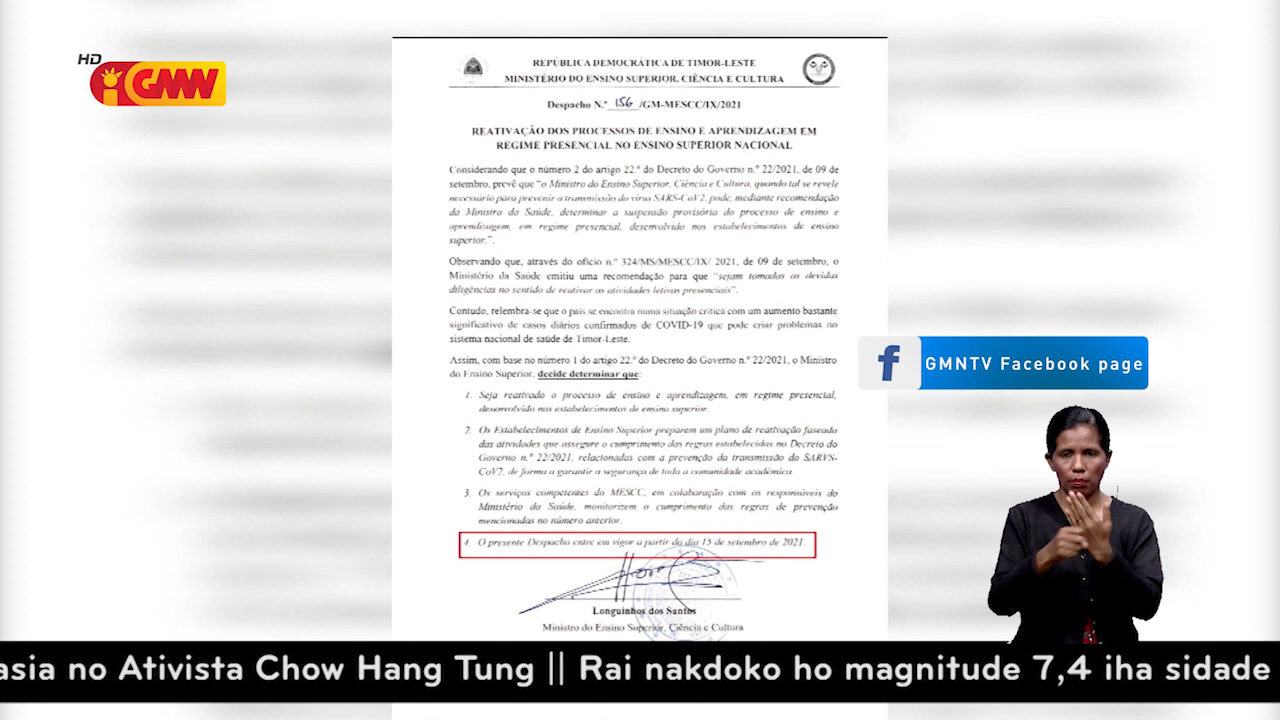 HD
GMN
REPÚBLICA DEMOCRÁTICA DE TIMOR-LESTE
MINISTÉRIO DO ENSINO SUPERIOR, CIÊNCIA E CULTURA
Despacho N.º 156 /GM-MESCC/IX/2021
REATIVAÇÃO DOS PROCESSOS DE ENSINO E APRENDIZAGEM EM
REGIME PRESENCIAL NO ENSINO SUPERIOR NACIONAL
Considerando que o número 2 do artigo 22.º do Decreto do Governo n.º 22/2021, de 09 de
setembro, prevê que “o Ministro do Ensino Superior, Ciência e Cultura, quando tal se revele
necessário para prevenir a transmissão do vírus SARS-CoV2, pode, mediante recomendação
da Ministra da Saúde, determinar a suspensão provisória do processo de ensino e
aprendizagem, em regime presencial, desenvolvido nos estabelecimentos de ensino
superior.”.
Observando que, através do ofício n.º 324/MS/MESCC/IX/ 2021, de 09 de setembro, o
Ministério da Saúde emitiu uma recomendação para que “sejam tomadas as devidas
diligências no sentido de reativar as atividades letivas presenciais”.
Contudo, relembra-se que o país se encontra numa situação crítica com um aumento bastante
significativo de casos diários confirmados de COVID-19 que pode criar problemas no
sistema nacional de saúde de Timor-Leste.
Assim, com base no número 1 do artigo 22.º do Decreto do Governo n.º 22/2021, o Ministro
do Ensino Superior, decide determinar que:
1. Seja reativado o processo de ensino e aprendizagem, em regime presencial,
desenvolvido nos estabelecimentos de ensino superior.
2. Os Estabelecimentos de Ensino Superior preparem um plano de reativação faseada
das atividades que assegure o cumprimento das regras estabelecidas no Decreto do
Governo n.º 22/2021, relacionadas com a prevenção da transmissão do SARVS-
CoV2, de forma a garantir a segurança de toda a comunidade académica.
3. Os serviços competentes do MESCC, em colaboração com os responsáveis do
Ministério da Saúde, monitorizem o cumprimento das regras de prevenção
mencionadas no número anterior.
4. O presente Despacho entre em vigor a partir do dia 15 de setembro de 2021.
Longuinhos dos Santos
Ministro do Ensino Superior, Ciência e Cultura
f GMNTV Facebook page
asia no Ativista Chow Hang Tung || Rai nakdoko ho magnitude 7,4 iha sidade